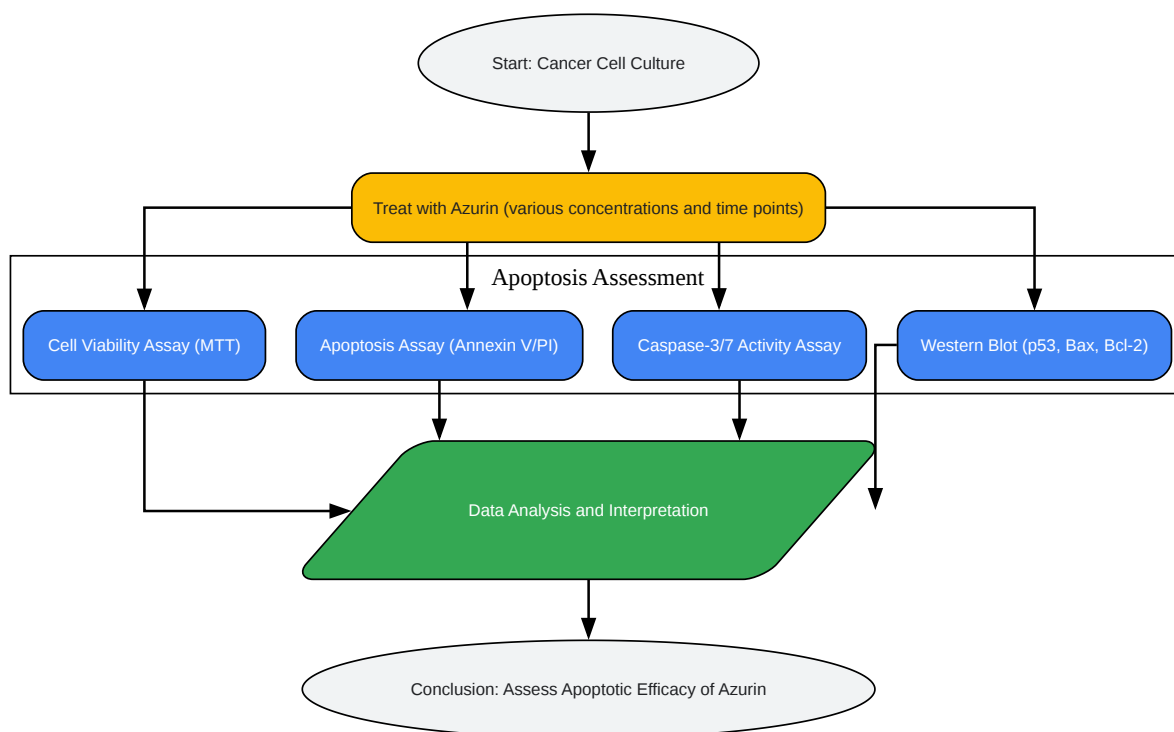 Start: Cancer Cell Culture
Treat with Azurin (various concentrations and time points)
Apoptosis Assessment
Cell Viability Assay (MTT)
Apoptosis Assay (Annexin V/PI)
Caspase-3/7 Activity Assay
Western Blot (p53, Bax, Bcl-2)
Data Analysis and Interpretation
Conclusion: Assess Apoptotic Efficacy of Azurin